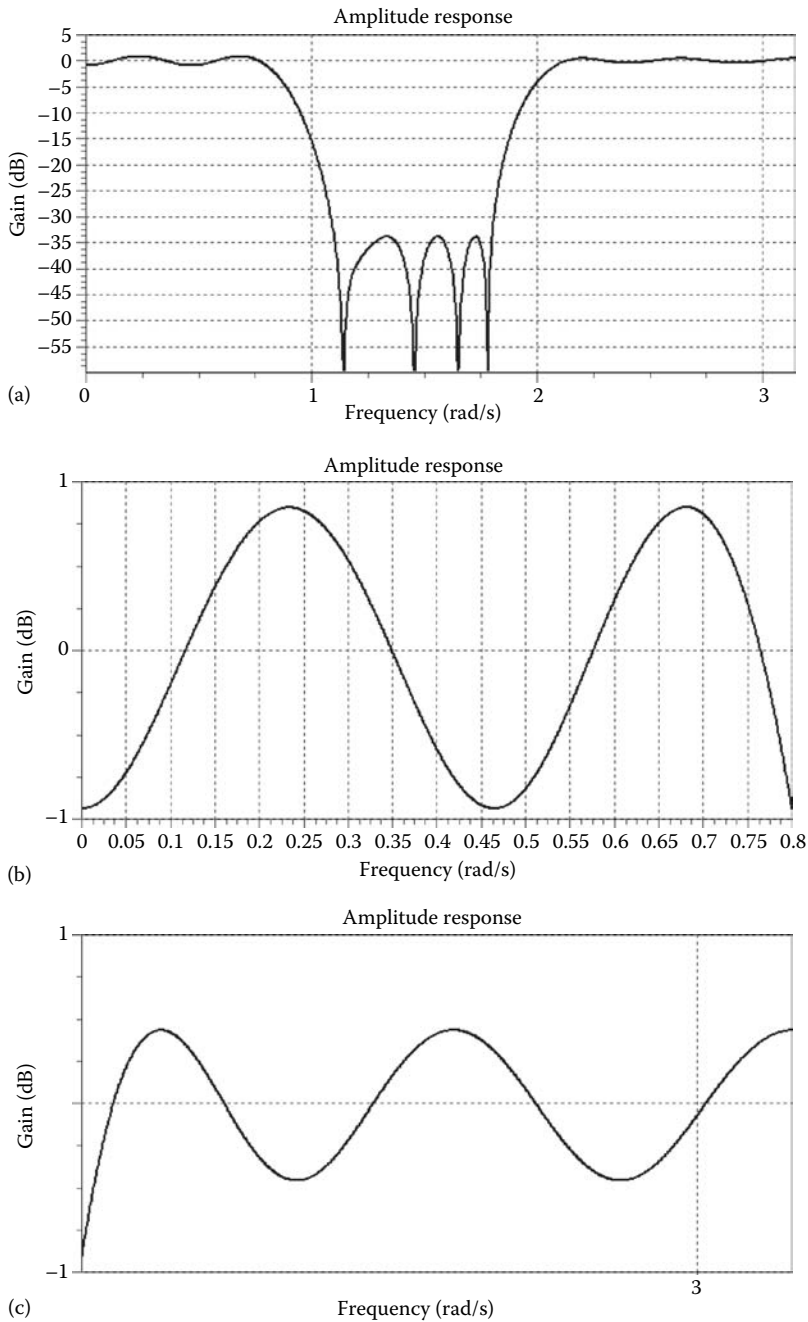 Amplitude response
5
0
−5
−10
−15
−20
−25
−30
−35
−40
−45
−50
−55
Gain (dB)
0 1 2 3
Frequency (rad/s)
(a)
Amplitude response
1
0
−1
Gain (dB)
0 0.05 0.1 0.15 0.2 0.25 0.3 0.35 0.4 0.45 0.5 0.55 0.6 0.65 0.7 0.75 0.8
Frequency (rad/s)
(b)
Amplitude response
1
−1
Gain (dB)
3
Frequency (rad/s)
(c)